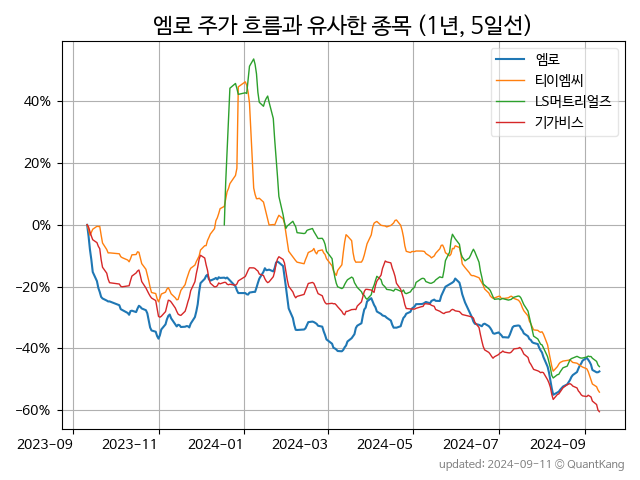 엠로 주가 흐름과 유사한 종목 (1년, 5일선)
엠로
티이엠씨
LS머트리얼즈
기가비스
40%
20%
0%
−20%
−40%
−60%
2023-09
2023-11
2024-01
2024-03
2024-05
2024-07
2024-09
updated: 2024-09-11 © QuantKang